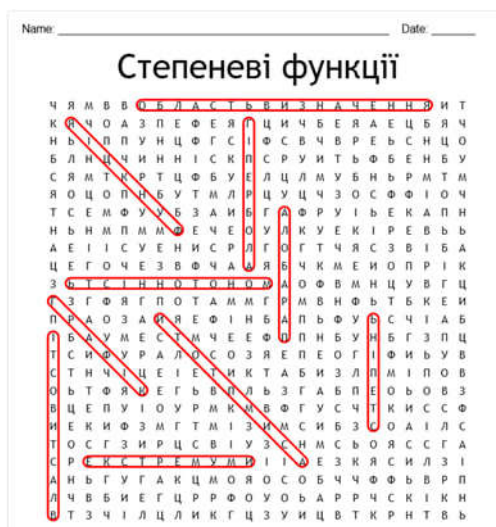 Name: Date:
Степеневі функції
Ч Я М В В О Б Л А С Т Ь В И З Н А Ч Е Н Н Я И Т
К Я Ч О А З П Е Ф Е Я Г Ц И Ч Б Е Я А Е Ц Б Я Ч
Н Ь І П П У Н Ц Ф Г С І Ф С В Ч В Р Е Ь С Н Ц О
Б Л Н Ц Ч И Н Н І С К П С Р У И Т Ь Ф Б Е Н Б У
С Я М Т К Р Т Ц Ф Б У Е Л Ц Л М У Б Н Ь Р М Т М
Я О Ц О П Н Б У Т М Л Р Ц У Ц Ч З О С Ф Ф І О Ч
Т С Е М Ф У У Б З А И Б Г А Ф Р У І Ь Е К А П Н
Н Ь Н М П М М Ф Е Ч Е О У Л К У Е К І Р Е В Ь Ь
А Е І І С У Е Н И С Р Л Г О Г Т Ч Я С З В І Б А
Ц Е Г О Ч Е З В Ф Ч А А Я Б Ч К М Е И О П Р І К
З Ь Т С І Н Н О Т О Н О М А О Ф В М Н Ц У В Г Ц
Г З Г Ф Я Г П О Т А М М Г Р М В Н Ф Ь Т Б К Е И
П Р А О З А И Я Е Ф І Н Б А П Ь Ф У Ь С Ч І А Б
І Б А У М Е С Т М Ч Е Е Ф П П Н Б У Н Б Г З П Ц
Т С И Ф У Р А Л О С О З Я Е П Е О Г І Ф И Ь У В
С Т Н Ч І Ц Е І Е Т И К Т А Б И З Л П М І П О В
О Ь Т Ф Я К Е Г Ь В П Л Ь З Г А Б П Е О Ь О В З
В Ц Е П У І О У Р М К М В Ф Г У С Ч Т К И С С Ф
И Е К И Ф З М Г Т М І З И М С И Б З С О А І Л С
Т О С Г З И Р Ц С В І У З С Н М С Ь О Я С С Г А
С Р Е К С Т Р Е М У М И І І А Е З К Я С И Л З І
А Н Ь Г У Г А К Ц М О Я О С О Б Ч Ч Ф Ф Ь В Р П
Л Ч В Б И Е Г Ц Р Р Ф О У О Ь А Р Р Ч С К І К Н
В Т З Ч І Л Ц Л И К Г Ц З У И Ц В Т К Р Н Т В Ь